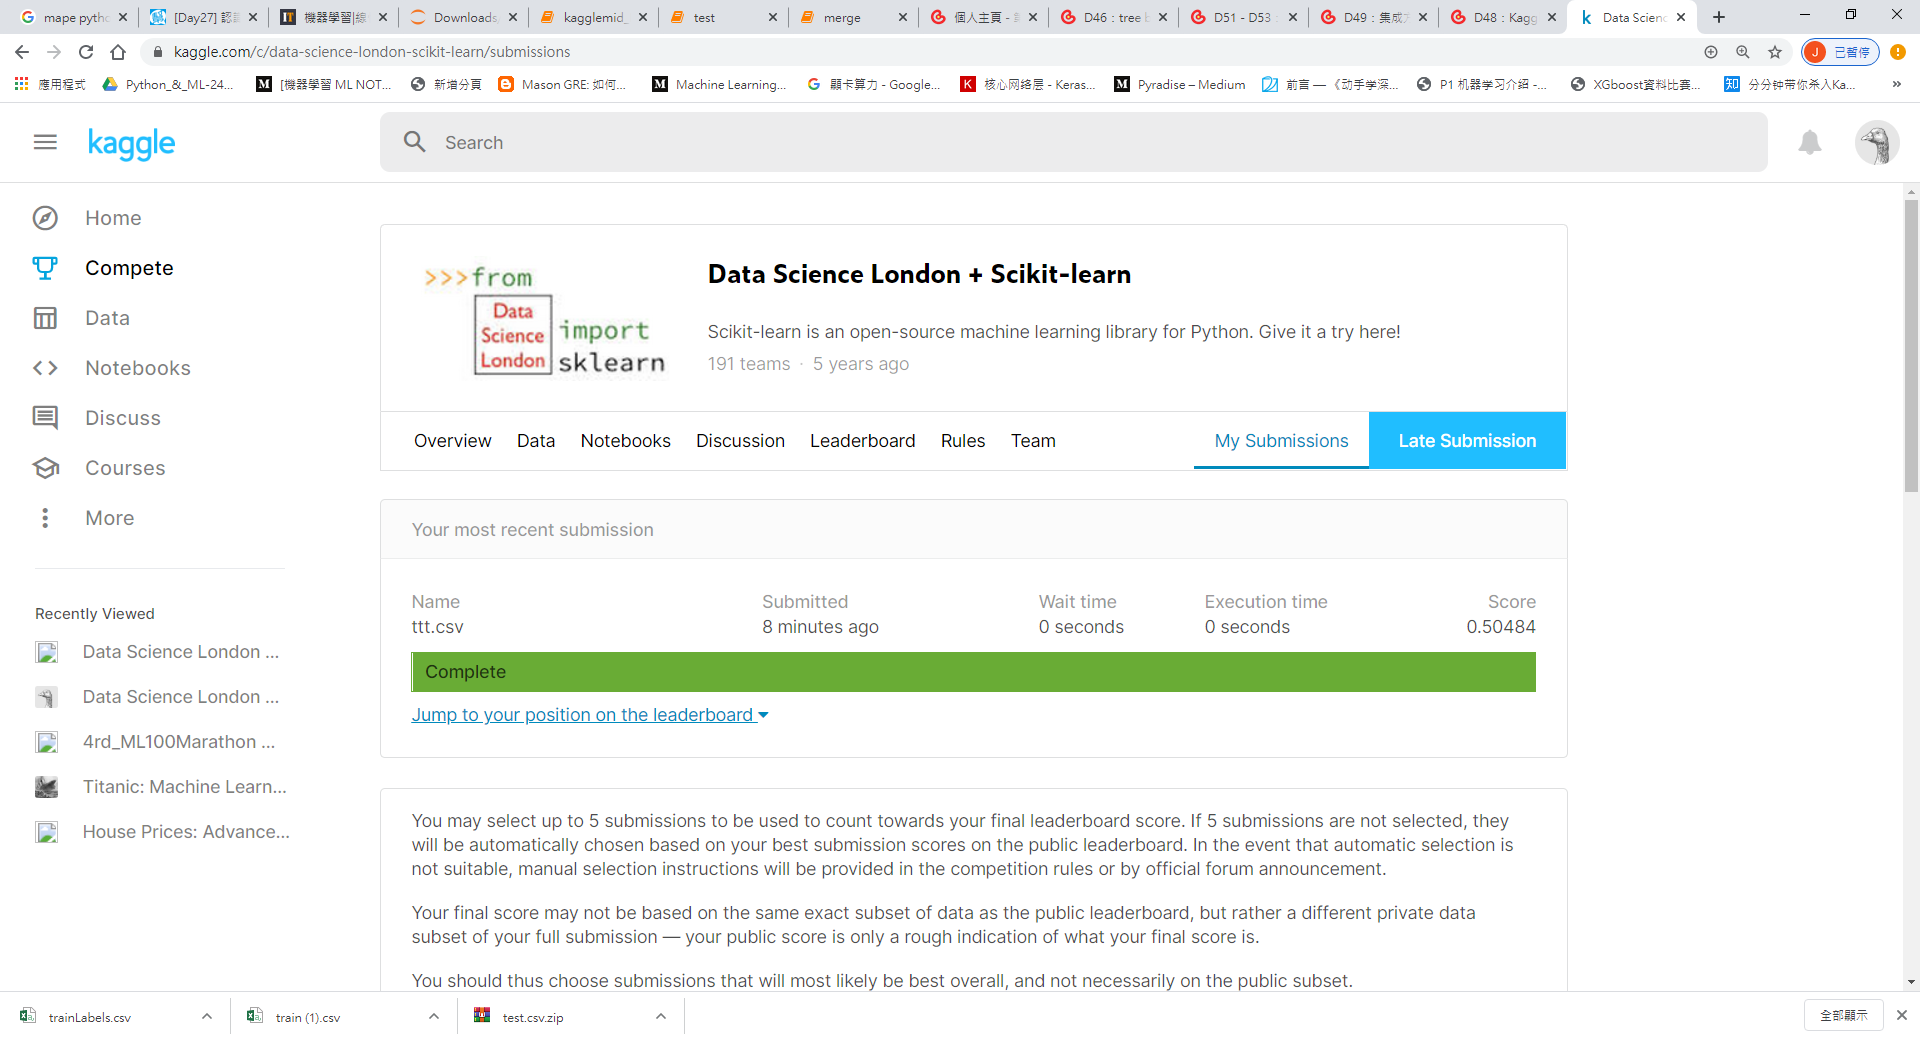 mape pyth
[Day27] 認
機器學習|線
Downloads
kagglemid_
test
merge
個人主頁 -
D46：tree b
D51 - D53
D49：集成
D48：Kagg
Data Scienc
kaggle.com/c/data-science-london-scikit-learn/submissions
J 已暫停
應用程式
Python_&_ML-24...
[機器學習 ML NOT...
新增分頁
Mason GRE: 如何...
Machine Learning...
顯卡算力 - Google...
核心网络层 - Keras...
Pyradise – Medium
前言 — 《动手学深...
P1 机器学习介绍 -...
XGboost資料比賽...
分分钟带你杀入Ka...
kaggle
Search
Home
Compete
Data
Notebooks
Discuss
Courses
More
Recently Viewed
Data Science London ...
Data Science London ...
4rd_ML100Marathon ...
Titanic: Machine Learn...
House Prices: Advance...
>>>from
Data
Science
London
import
sklearn
Data Science London + Scikit-learn
Scikit-learn is an open-source machine learning library for Python. Give it a try here!
191 teams · 5 years ago
Overview Data Notebooks Discussion Leaderboard Rules Team My Submissions Late Submission
Your most recent submission
Name Submitted Wait time Execution time Score
ttt.csv 8 minutes ago 0 seconds 0 seconds 0.50484
Complete
Jump to your position on the leaderboard
You may select up to 5 submissions to be used to count towards your final leaderboard score. If 5 submissions are not selected, they
will be automatically chosen based on your best submission scores on the public leaderboard. In the event that automatic selection is
not suitable, manual selection instructions will be provided in the competition rules or by official forum announcement.
Your final score may not be based on the same exact subset of data as the public leaderboard, but rather a different private data
subset of your full submission — your public score is only a rough indication of what your final score is.
You should thus choose submissions that will most likely be best overall, and not necessarily on the public subset.
trainLabels.csv
train (1).csv
test.csv.zip
全部顯示